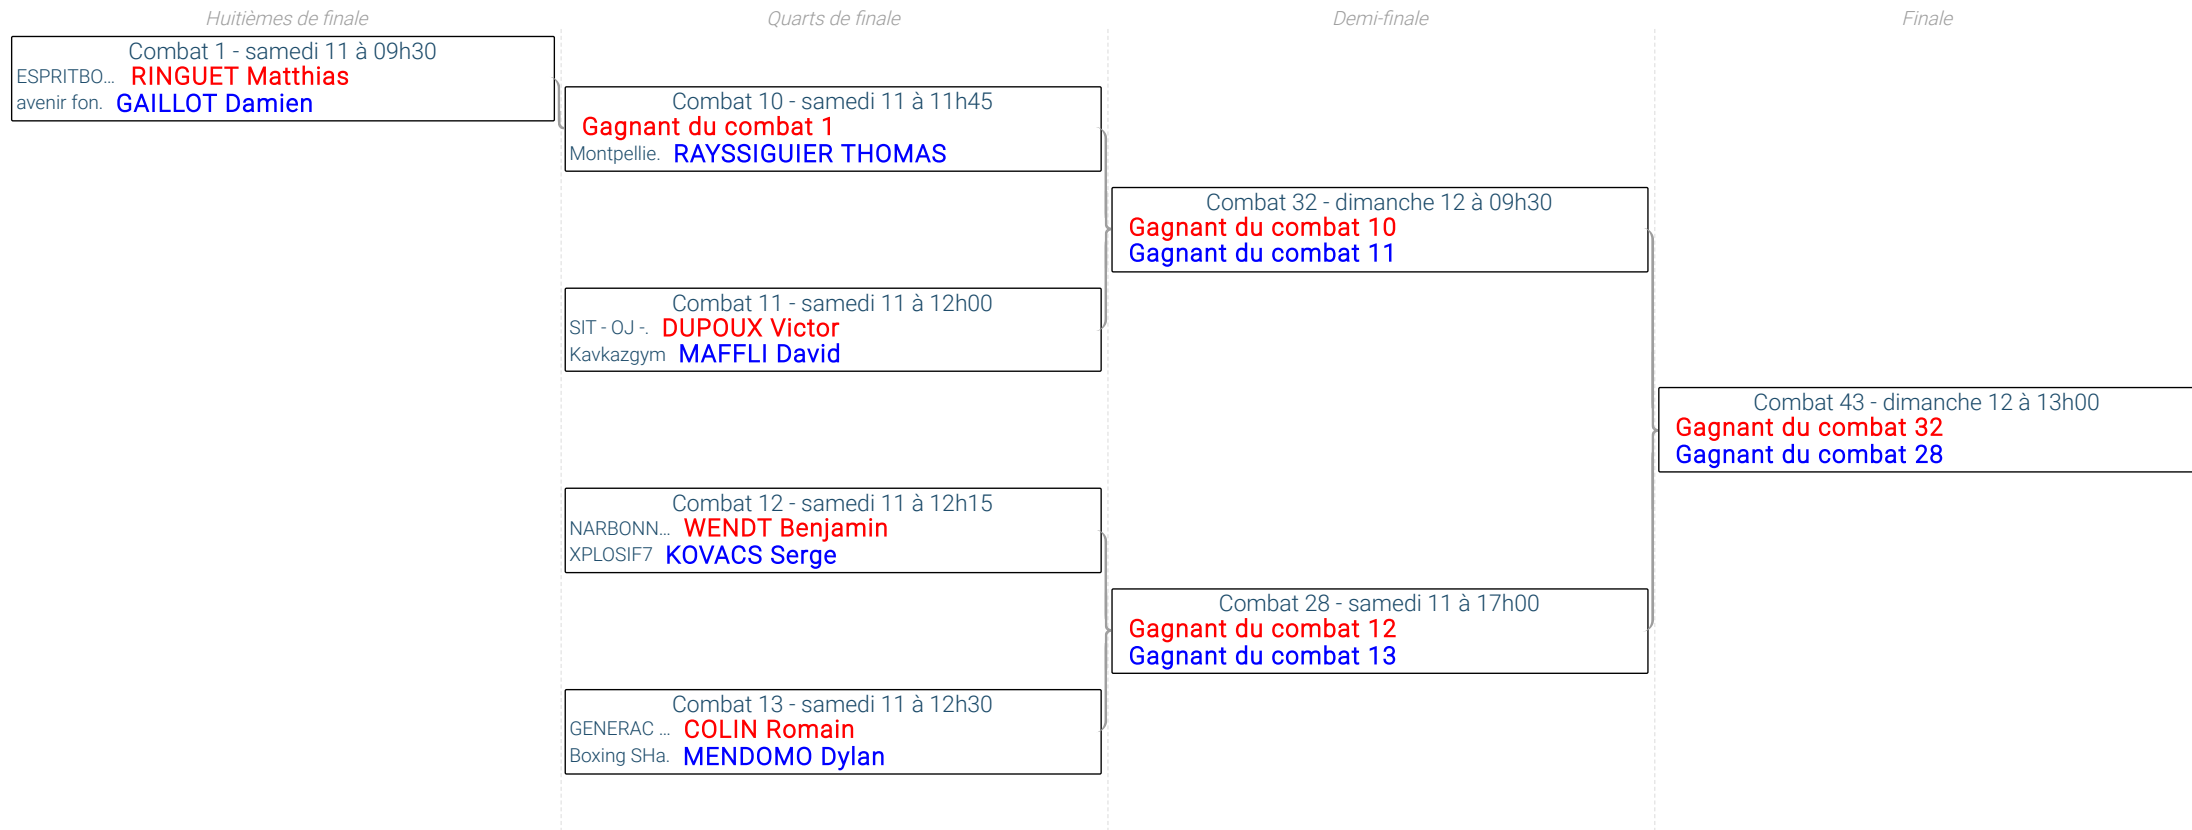 Huitièmes de finale
Quarts de finale
Demi-finale
Finale
Combat 1 - samedi 11 à 09h30
ESPRITBO... RINGUET Matthias
avenir fon. GAILLOT Damien
Combat 10 - samedi 11 à 11h45
Gagnant du combat 1
Montpellie. RAYSSIGUIER THOMAS
Combat 11 - samedi 11 à 12h00
SIT - OJ -. DUPOUX Victor
Kavkazgym MAFFLI David
Combat 12 - samedi 11 à 12h15
NARBONN... WENDT Benjamin
XPLOSIF7 KOVACS Serge
Combat 13 - samedi 11 à 12h30
GENERAC ... COLIN Romain
Boxing SHa. MENDOMO Dylan
Combat 32 - dimanche 12 à 09h30
Gagnant du combat 10
Gagnant du combat 11
Combat 28 - samedi 11 à 17h00
Gagnant du combat 12
Gagnant du combat 13
Combat 43 - dimanche 12 à 13h00
Gagnant du combat 32
Gagnant du combat 28